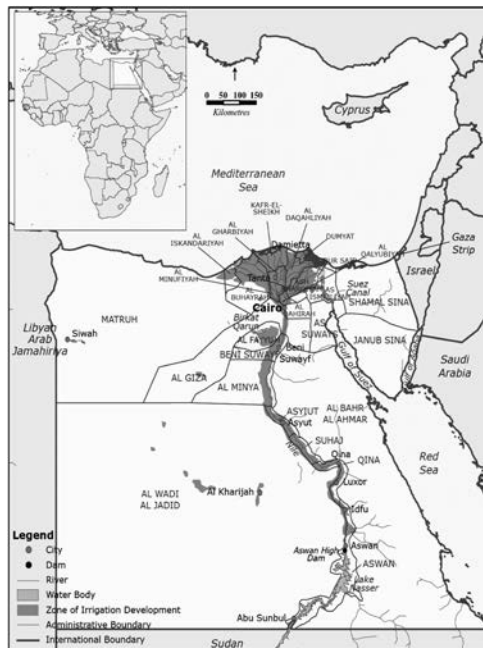 0 50 100 150
Kilometres
Cyprus
Mediterranean
Sea
KAFR-EL-
SHEIKH
AL
DAQAHLIYAH
AL
GHARBIYAH
DUMYAT
AL
ISKANDARIYAH
Damietta
AL
QALYUBIYAH
Gaza
Strip
AL
MINUFIYAH
Tanta
Israel
AL
BUHAYRAH
Suez
Canal
SHAMAL SINA
Cairo
MATRUH
Birkat
Qarun
AL FAYYUM
JANUB SINA
Libyan
Arab
Jamahiriya
Siwah
BENI SUWAYF
Beni
Suwayf
Gulf of Suez
Saudi
Arabia
AL GIZA
AL MINYA
ASYIUT
Asyut
AL BAHR
AL AHMAR
SUHAJ
Nile
Qina
QINA
Red
Sea
Luxor
AL WADI
AL JADID
Al Kharijah
Idfu
Aswan High
Dam
Aswan
ASWAN
Lake
Nasser
Abu Sunbul
Sudan
Legend
City
Dam
River
Water Body
Zone of Irrigation Development
Administrative Boundary
International Boundary